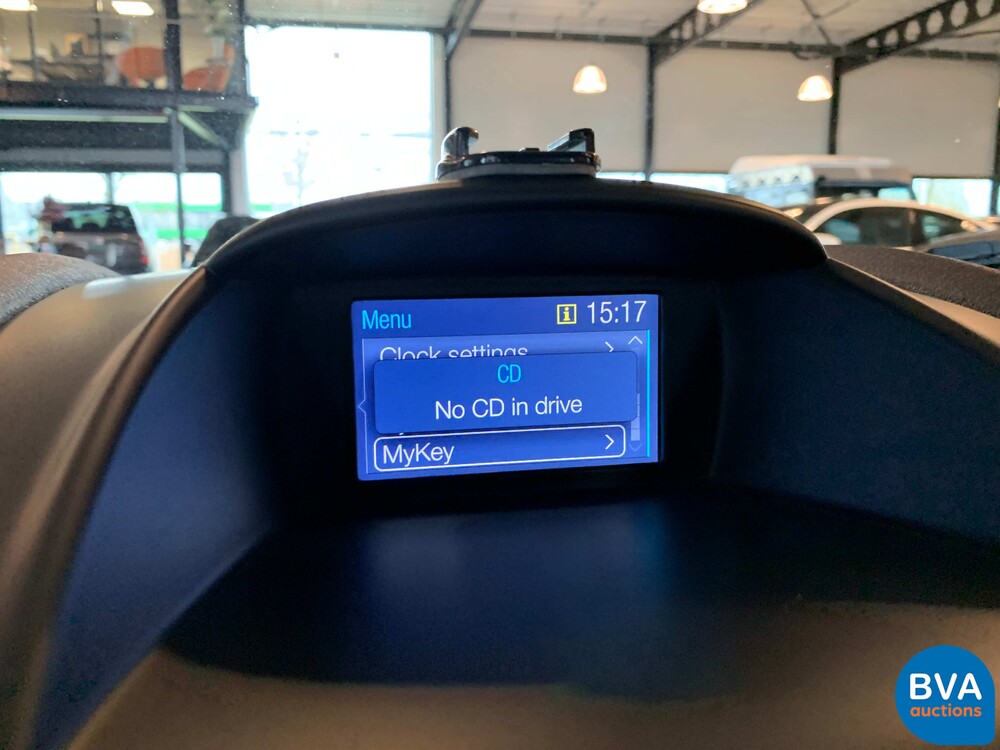 Menu
15:17
Clock settings
CD
No CD in drive
MyKey
BVA
auctions